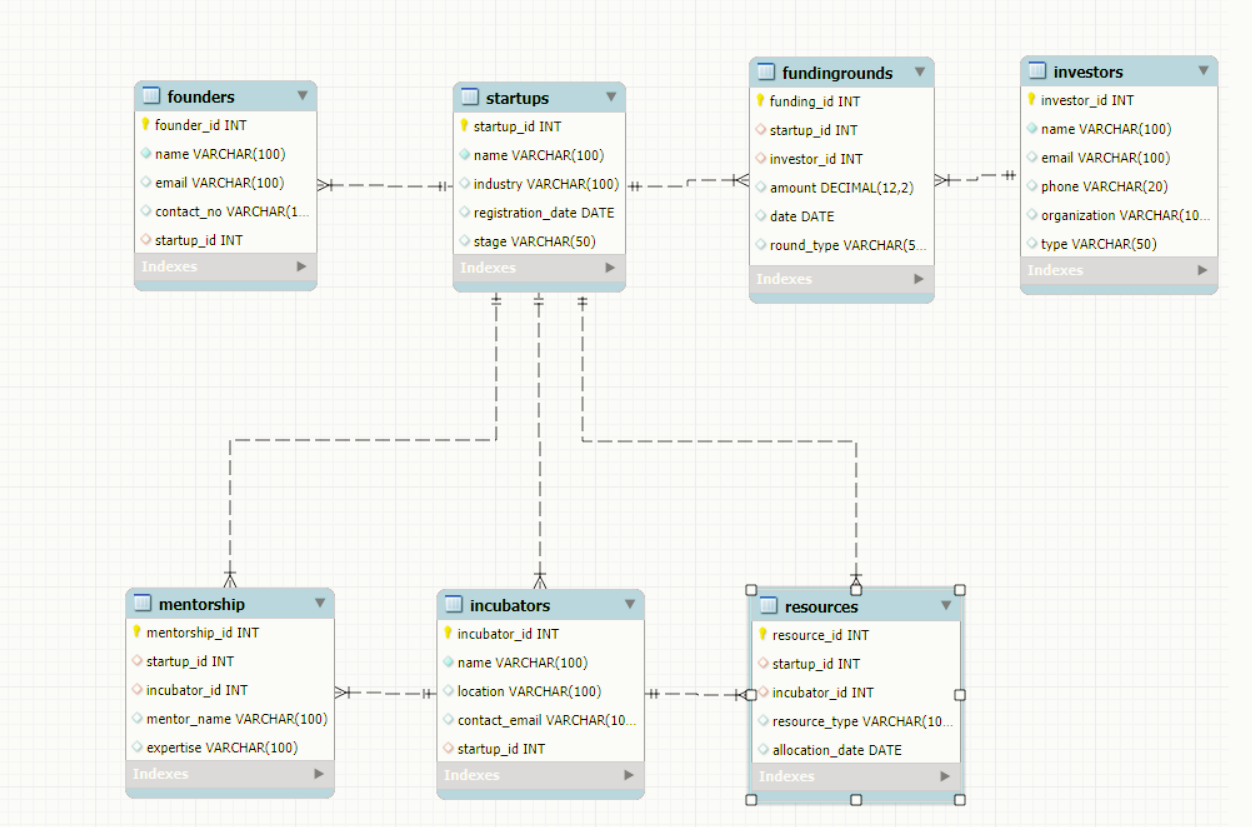 founders
founder_id INT
name VARCHAR(100)
email VARCHAR(100)
contact_no VARCHAR(1...
startup_id INT
Indexes
startups
startup_id INT
name VARCHAR(100)
industry VARCHAR(100)
registration_date DATE
stage VARCHAR(50)
Indexes
fundingrounds
funding_id INT
startup_id INT
investor_id INT
amount DECIMAL(12,2)
date DATE
round_type VARCHAR(5...
Indexes
investors
investor_id INT
name VARCHAR(100)
email VARCHAR(100)
phone VARCHAR(20)
organization VARCHAR(10...
type VARCHAR(50)
Indexes
mentorship
mentorship_id INT
startup_id INT
incubator_id INT
mentor_name VARCHAR(100)
expertise VARCHAR(100)
Indexes
incubators
incubator_id INT
name VARCHAR(100)
location VARCHAR(100)
contact_email VARCHAR(10...
startup_id INT
Indexes
resources
resource_id INT
startup_id INT
incubator_id INT
resource_type VARCHAR(10...
allocation_date DATE
Indexes